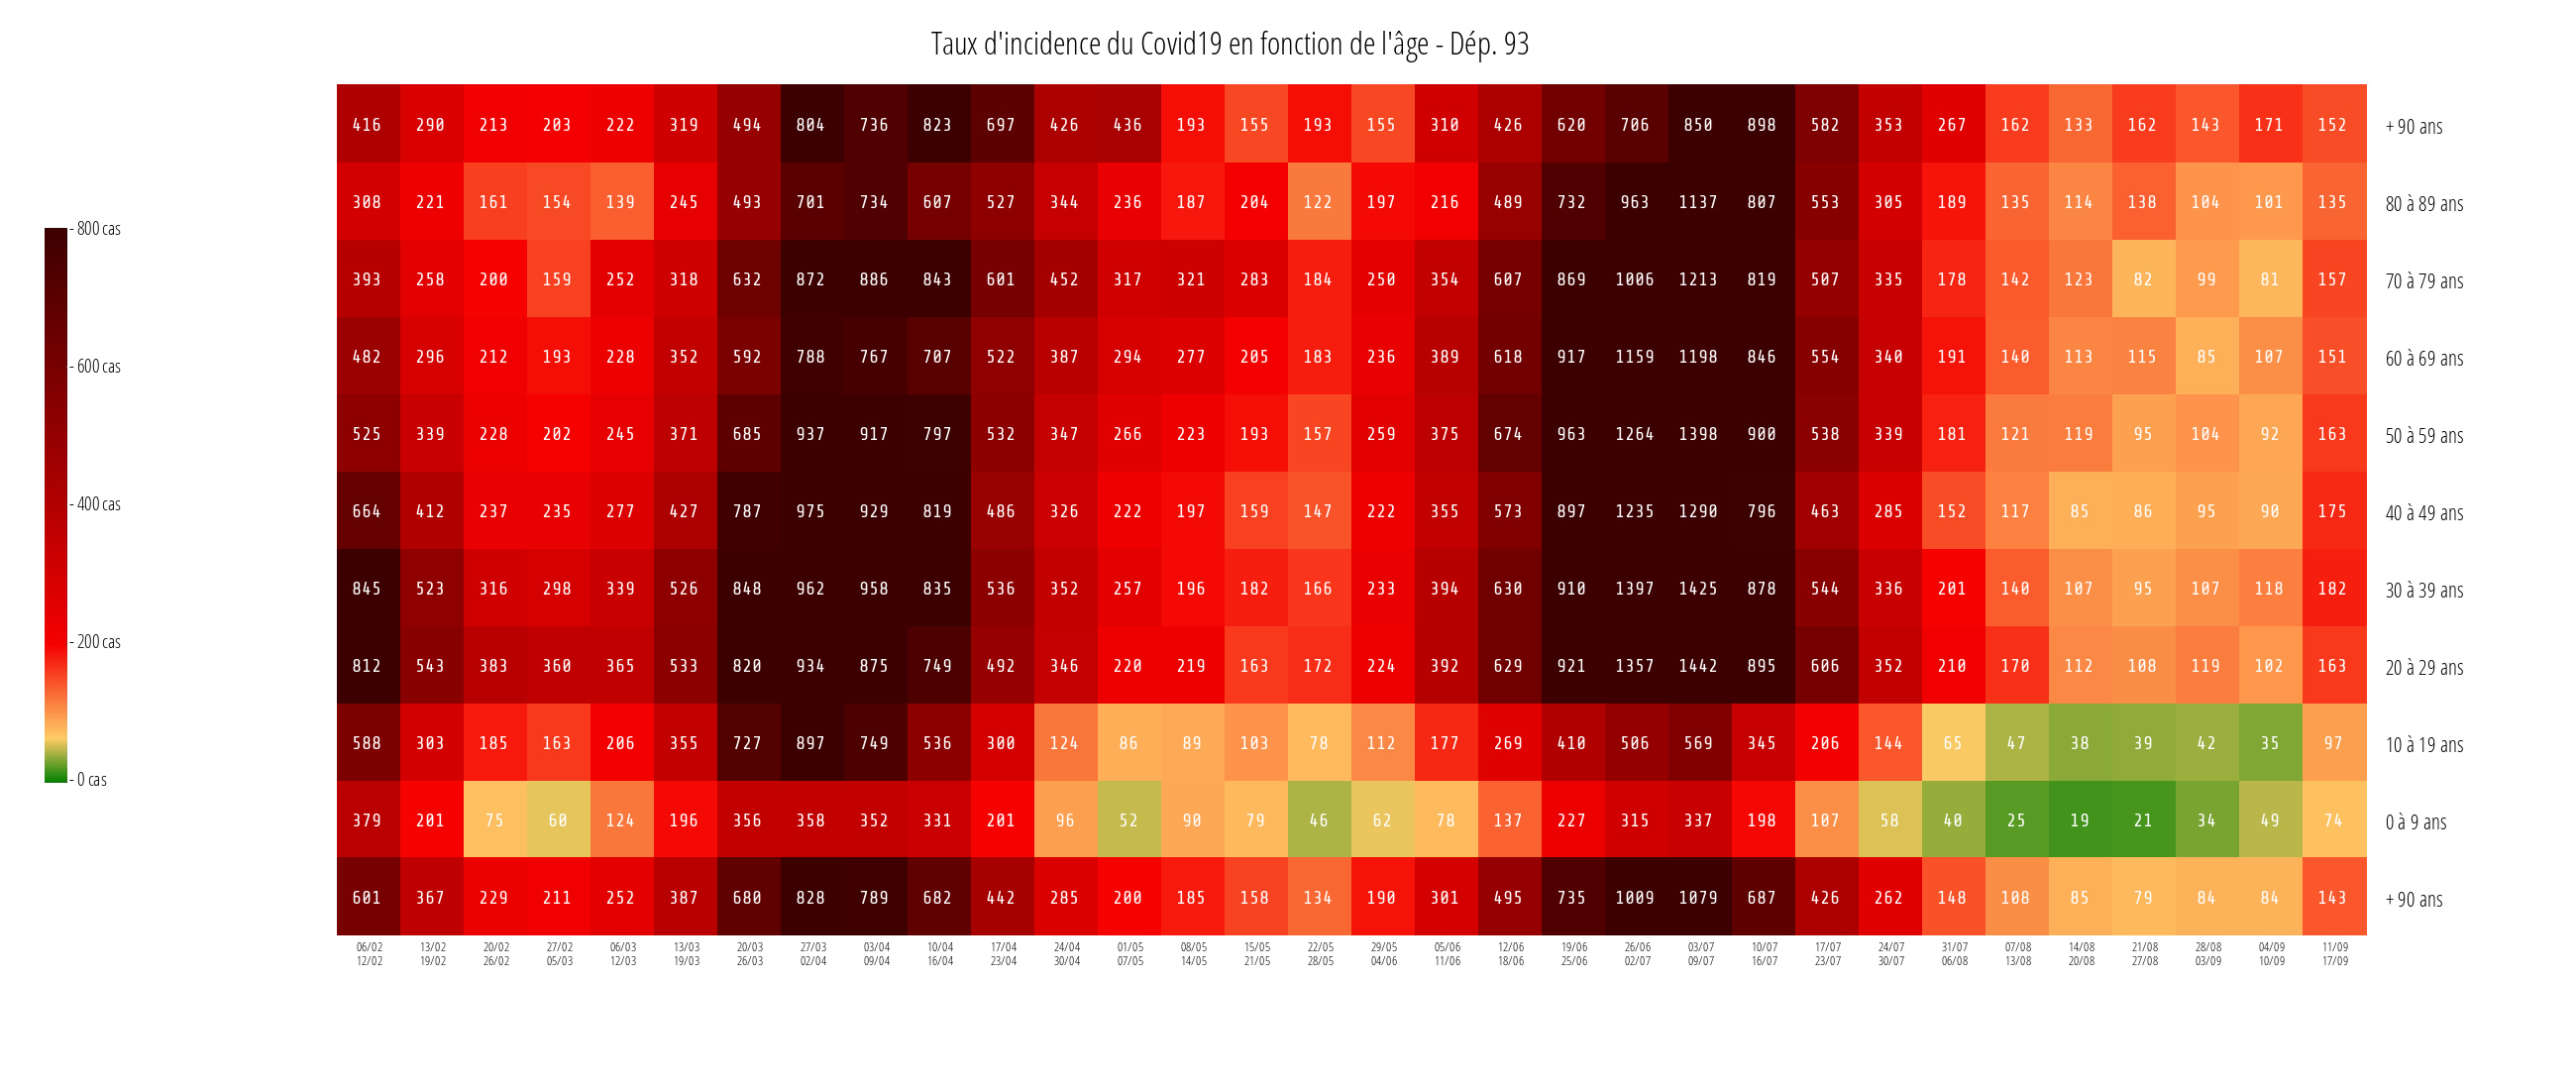 Taux d'incidence du Covid19 en fonction de l'âge - Dép. 93
416 290 213 203 222 319 494 804 736 823 697 426 436 193 155 193 155 310 426 620 706 850 898 582 353 267 162 133 162 143 171 152 + 90 ans
308 221 161 154 139 245 493 701 734 607 527 344 236 187 204 122 197 216 489 732 963 1137 807 553 305 189 135 114 138 104 101 135 80 à 89 ans
- 800 cas
393 258 200 159 252 318 632 872 886 843 601 452 317 321 283 184 250 354 607 869 1006 1213 819 507 335 178 142 123 82 99 81 157 70 à 79 ans
482 296 212 193 228 352 592 788 767 707 522 387 294 277 205 183 236 389 618 917 1159 1198 846 554 340 191 140 113 115 85 107 151 60 à 69 ans
- 600 cas
525 339 228 202 245 371 685 937 917 797 532 347 266 223 193 157 259 375 674 963 1264 1398 900 538 339 181 121 119 95 104 92 163 50 à 59 ans
- 400 cas
664 412 237 235 277 427 787 975 929 819 486 326 222 197 159 147 222 355 573 897 1235 1290 796 463 285 152 117 85 86 95 90 175 40 à 49 ans
845 523 316 298 339 526 848 962 958 835 536 352 257 196 182 166 233 394 630 910 1397 1425 878 544 336 201 140 107 95 107 118 182 30 à 39 ans
- 200 cas
812 543 383 360 365 533 820 934 875 749 492 346 220 219 163 172 224 392 629 921 1357 1442 895 606 352 210 170 112 108 119 102 163 20 à 29 ans
588 303 185 163 206 355 727 897 749 536 300 124 86 89 103 78 112 177 269 410 506 569 345 206 144 65 47 38 39 42 35 97 10 à 19 ans
- 0 cas
379 201 75 60 124 196 356 358 352 331 201 96 52 90 79 46 62 78 137 227 315 337 198 107 58 40 25 19 21 34 49 74 0 à 9 ans
601 367 229 211 252 387 680 828 789 682 442 285 200 185 158 134 190 301 495 735 1009 1079 687 426 262 148 108 85 79 84 84 143 + 90 ans
06/02 13/02 20/02 27/02 06/03 13/03 20/03 27/03 03/04 10/04 17/04 24/04 01/05 08/05 15/05 22/05 29/05 05/06 12/06 19/06 26/06 03/07 10/07 17/07 24/07 31/07 07/08 14/08 21/08 28/08 04/09 11/09
12/02 19/02 26/02 05/03 12/03 19/03 26/03 02/04 09/04 16/04 23/04 30/04 07/05 14/05 21/05 28/05 04/06 11/06 18/06 25/06 02/07 09/07 16/07 23/07 30/07 06/08 13/08 20/08 27/08 03/09 10/09 17/09